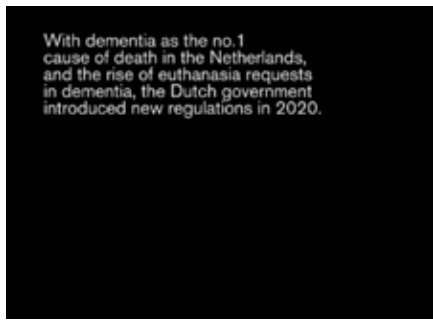 With dementia as the no.1
cause of death in the Netherlands,
and the rise of euthanasia requests
in dementia, the Dutch government
introduced new regulations in 2020.